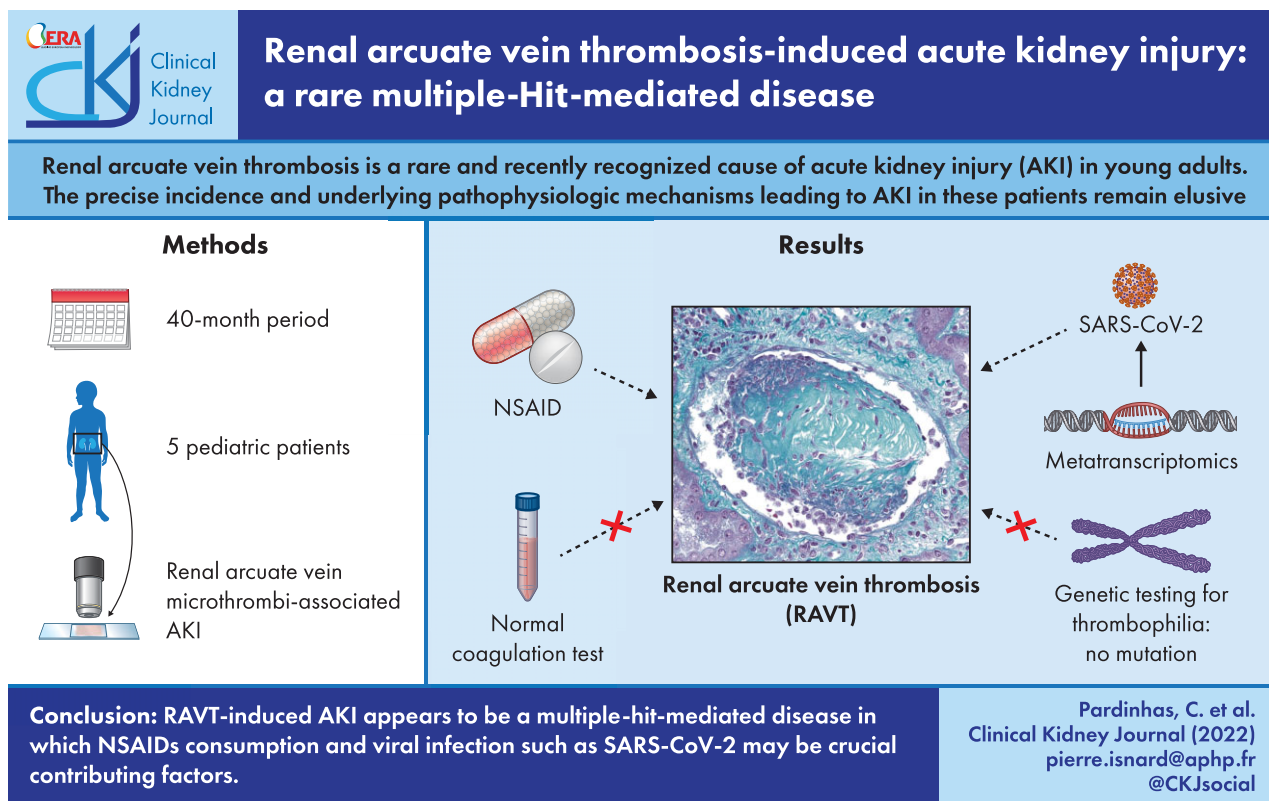 ERA
CKJ
Clinical
Kidney
Journal
Renal arcuate vein thrombosis-induced acute kidney injury:
a rare multiple-Hit-mediated disease
Renal arcuate vein thrombosis is a rare and recently recognized cause of acute kidney injury (AKI) in young adults.
The precise incidence and underlying pathophysiologic mechanisms leading to AKI in these patients remain elusive
Methods
40-month period
5 pediatric patients
Renal arcuate vein
microthrombi-associated
AKI
Results
NSAID
Normal
coagulation test
Renal arcuate vein thrombosis
(RAVT)
SARS-CoV-2
Metatranscriptomics
Genetic testing for
thrombophilia:
no mutation
Conclusion: RAVT-induced AKI appears to be a multiple-hit-mediated disease in
which NSAIDs consumption and viral infection such as SARS-CoV-2 may be crucial
contributing factors.
Pardinhas, C. et al.
Clinical Kidney Journal (2022)
pierre.isnard@aphp.fr
@CKJsocial